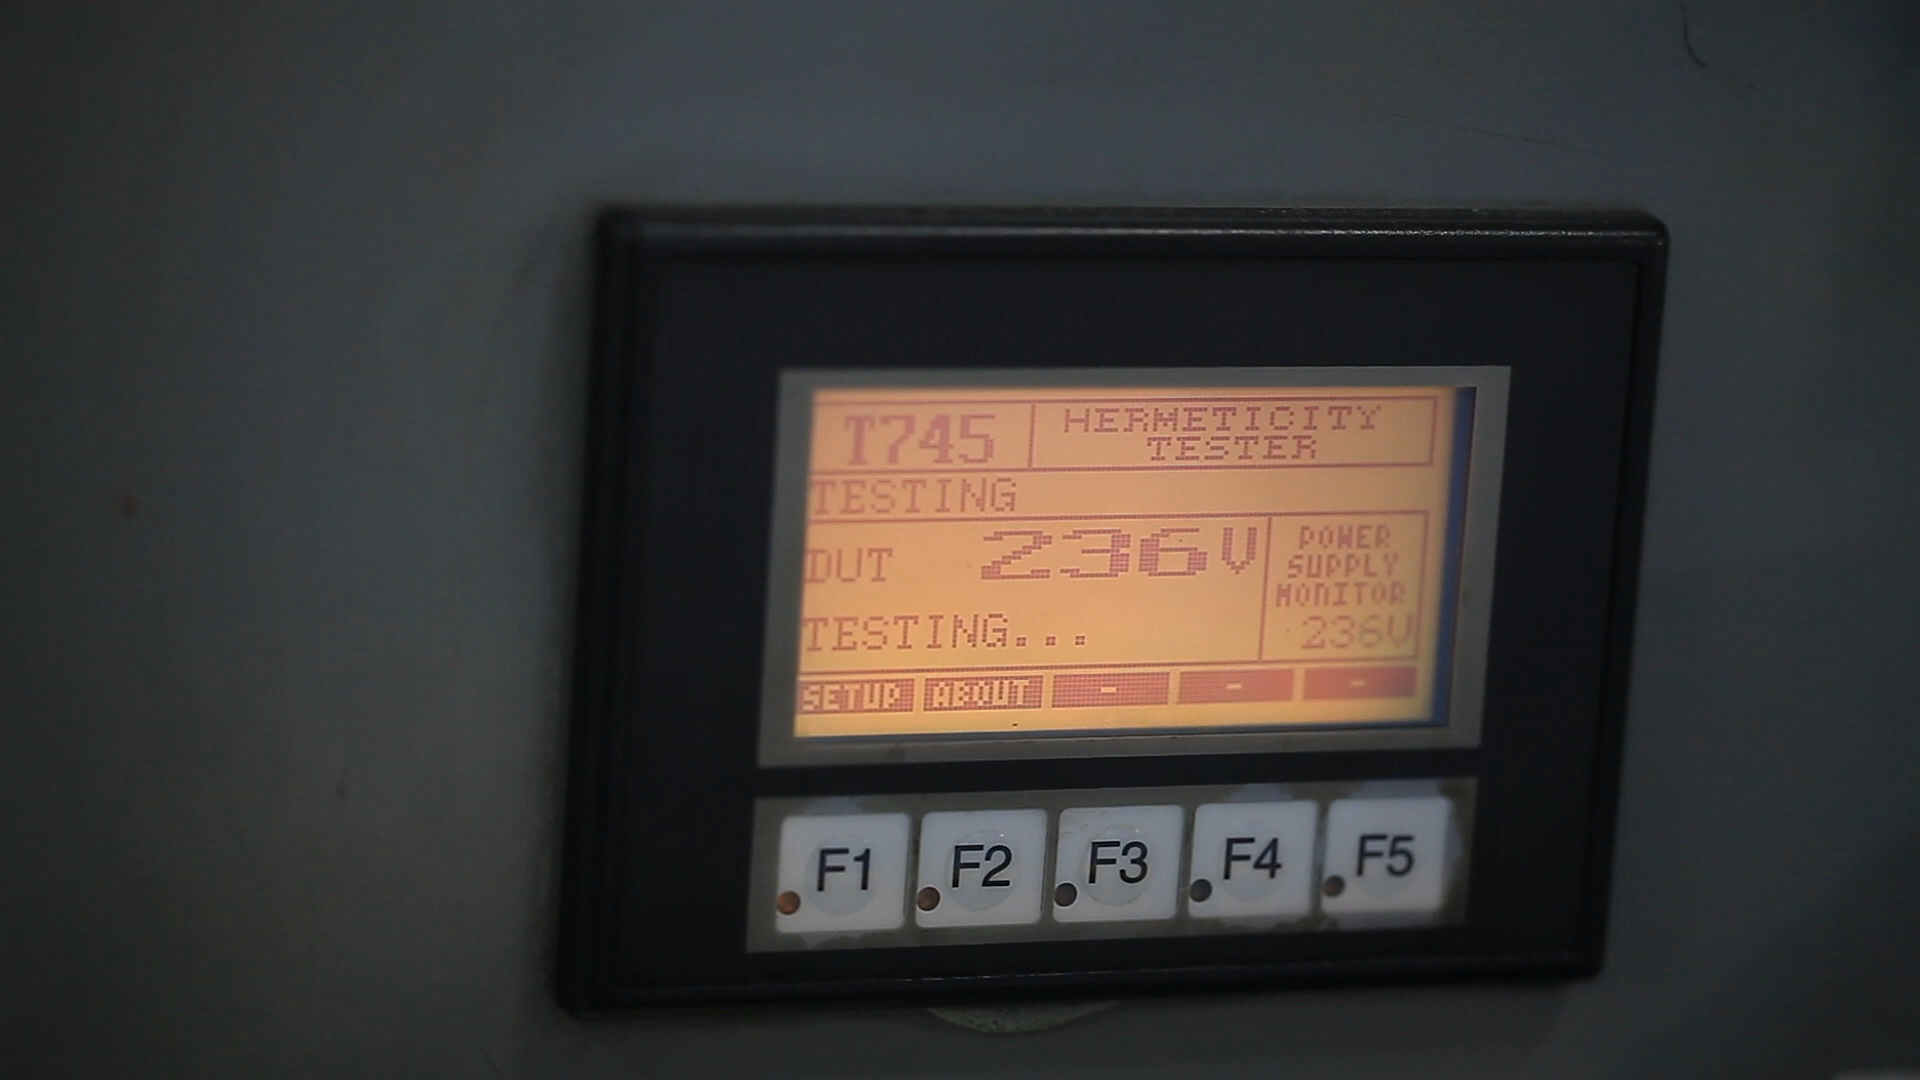 T745
HERMETICITY
TESTER
TESTING
DUT 236V
POWER
SUPPLY
MONITOR
236V
TESTING...
SETUP ABOUT - - -
F1 F2 F3 F4 F5